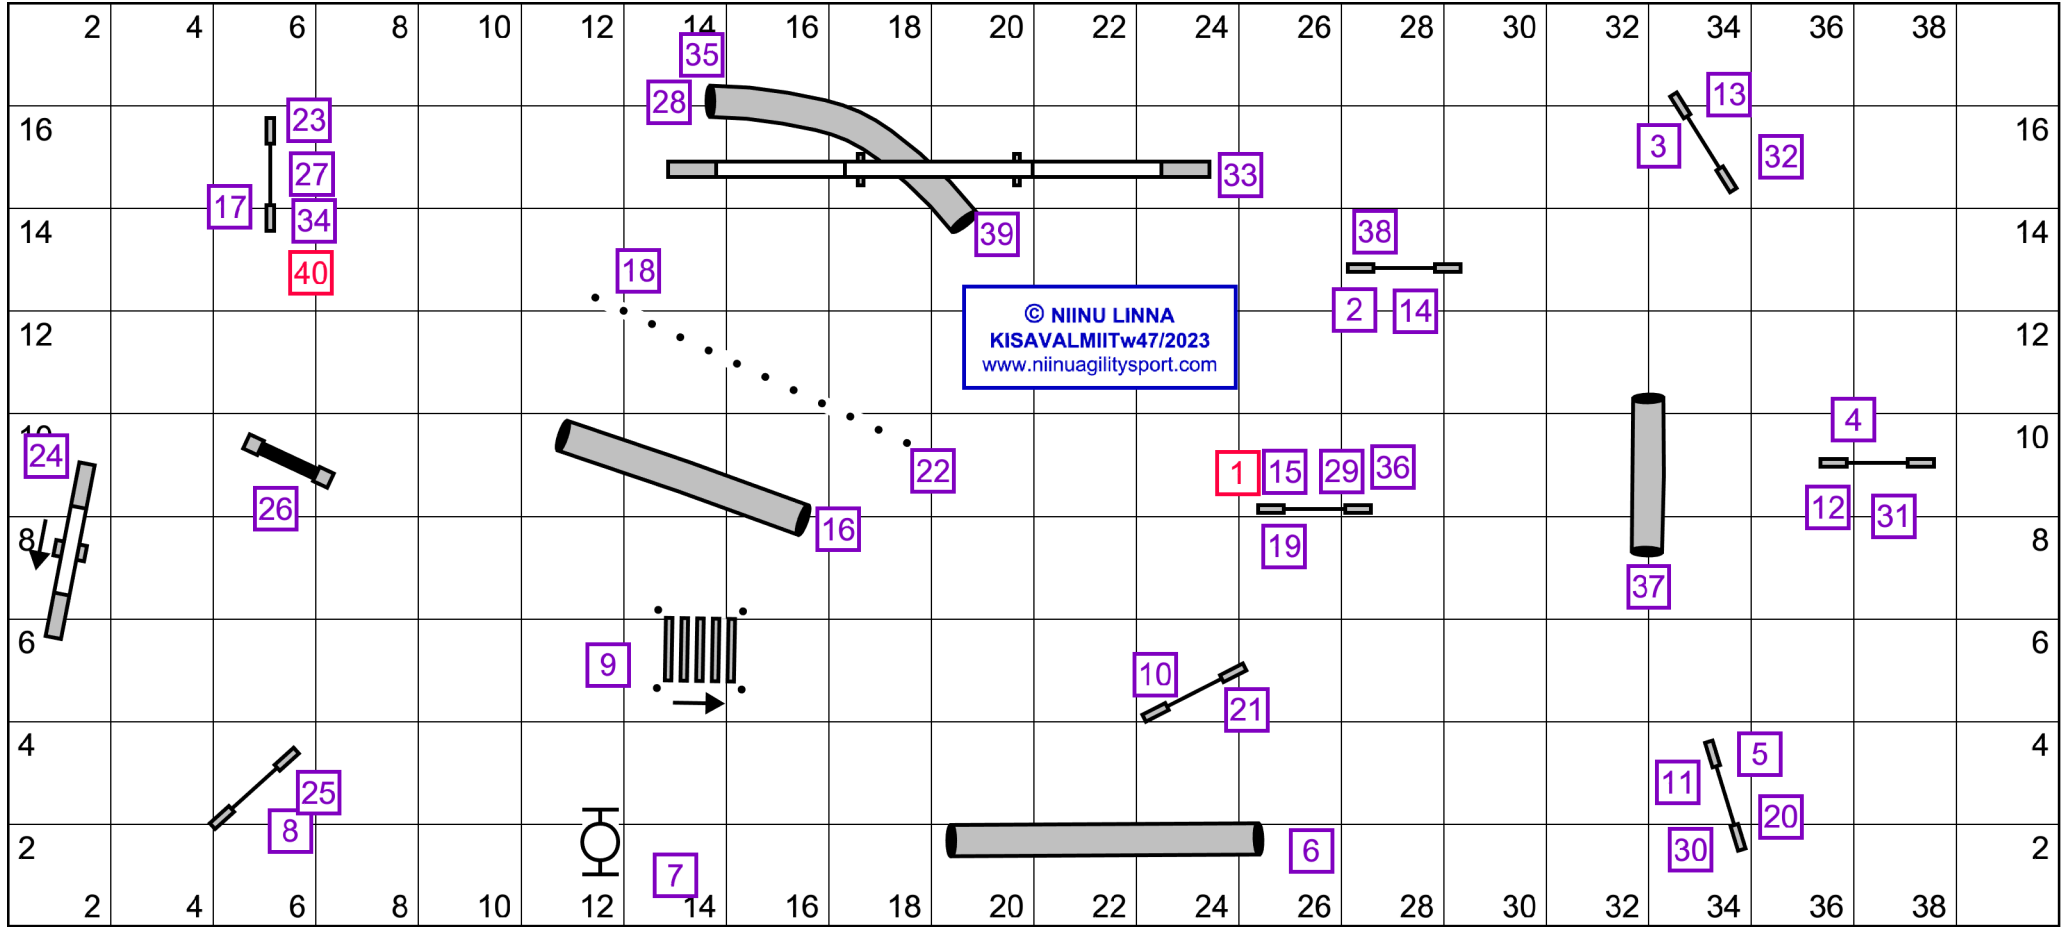 2 4 6 8 10 12 14 16 18 20 22 24 26 28 30 32 34 36 38
35
13
28
16 23 3 32 16
27 33
17 34
14 39 38 14
40 18
© NIINU LINNA
2 14
KISAVALMIITw47/2023
12 12
www.niinuagilitysport.com
4
10 10
24 22 1 15 29 36
26 12 31
16
8 19 8
37
6 9 10 6
21
4 11 5 4
25
8 20
2 7 6 30 2
2 4 6 8 10 12 14 16 18 20 22 24 26 28 30 32 34 36 38